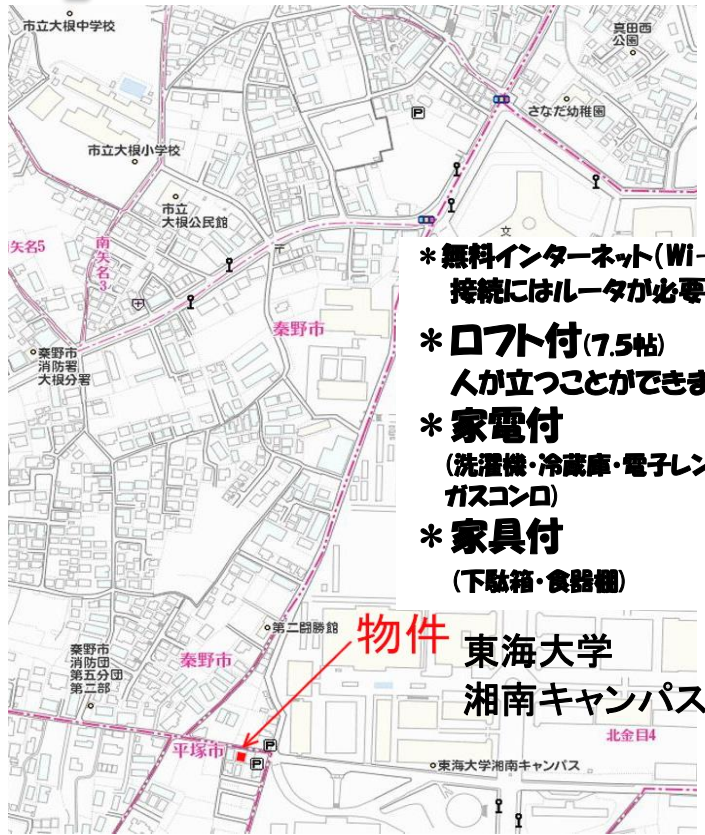 市立大根中学校
真田西
公園
P
さなだ幼稚園
市立大根小学校
市立
大根公民館
文
矢名5
南矢名3
〒
秦野市
秦野市
消防署
大根分署
*無料インターネット(Wi-
接続にはルータが必要
*ロフト付(7.5帖)
人が立つことができま
*家電付
(洗濯機・冷蔵庫・電子レン
ガスコンロ)
*家具付
(下駄箱・食器棚)
第二闘勝館
物件
東海大学
湘南キャンパス
秦野市
消防団
第五分団
第二部
秦野市
北金目4
平塚市
P
P
東海大学湘南キャンパス